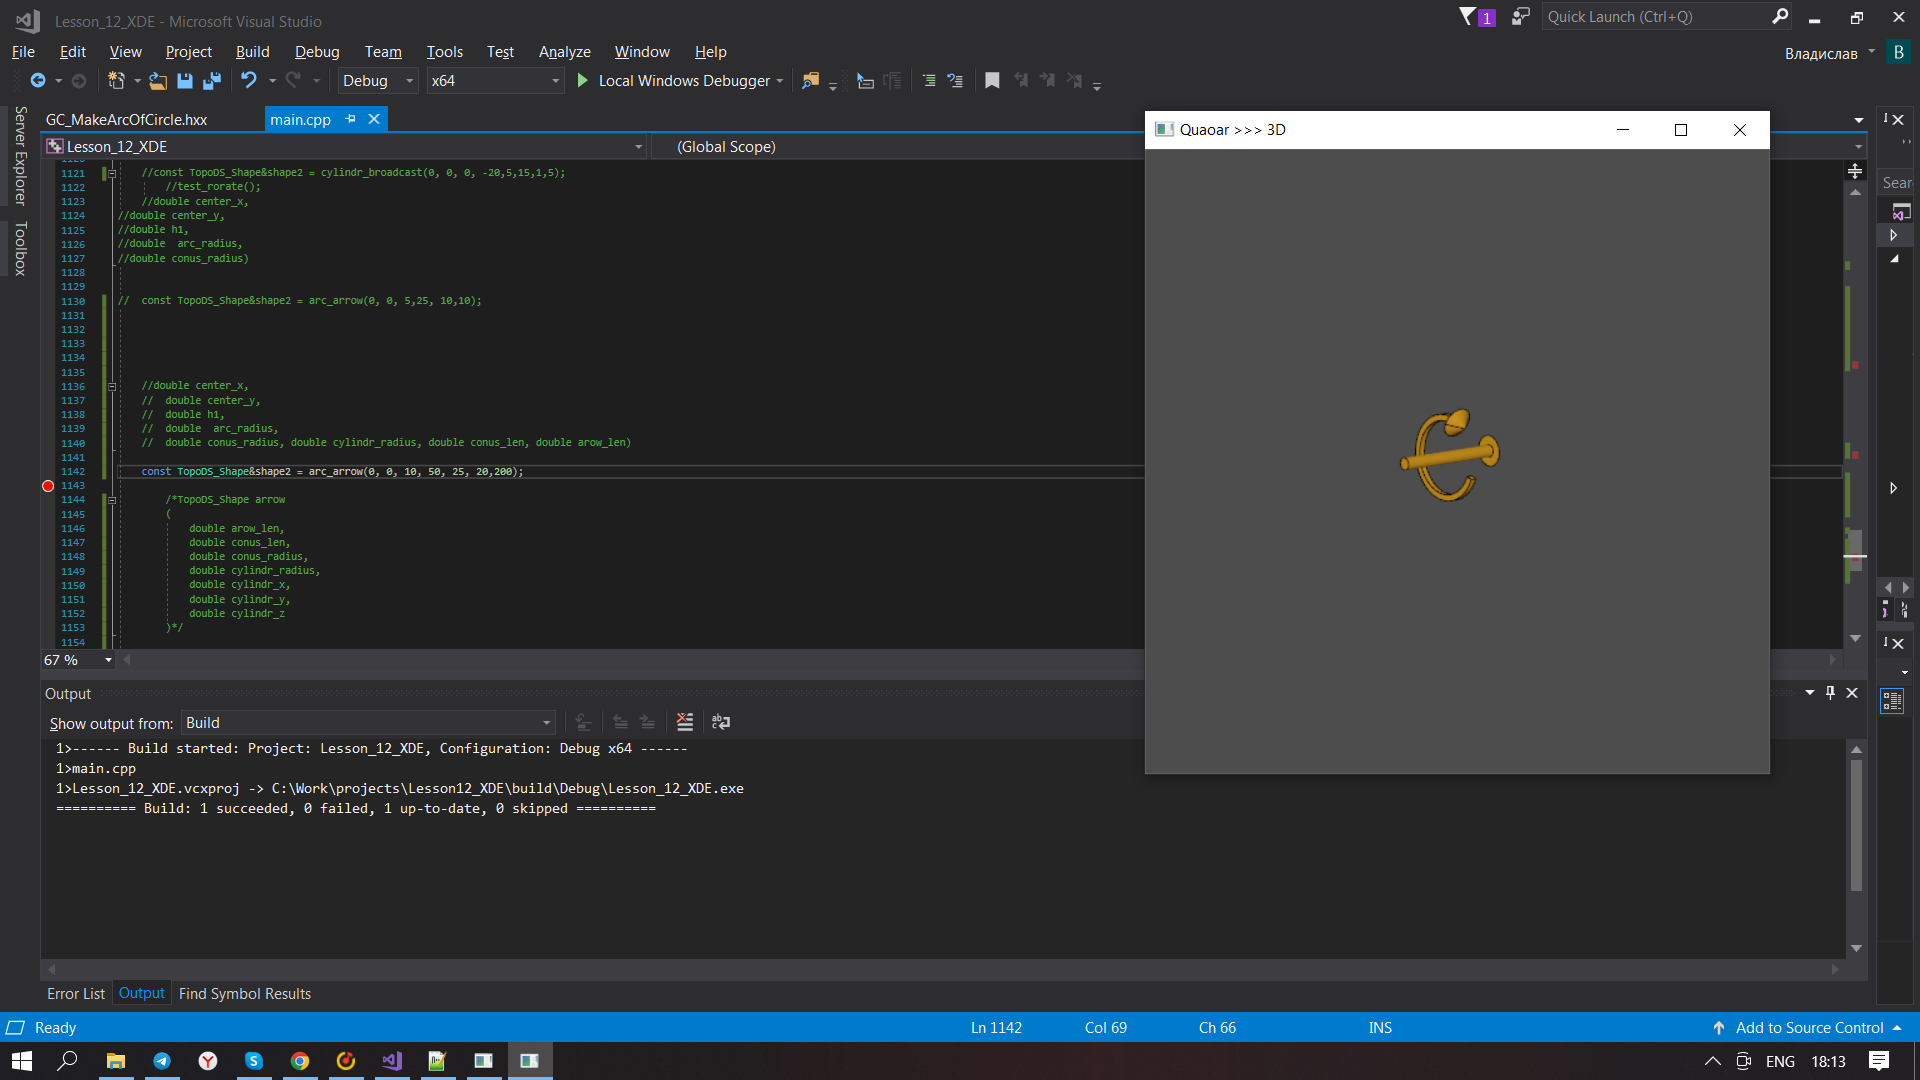 Lesson_12_XDE - Microsoft Visual Studio
1
Quick Launch (Ctrl+Q)
File Edit View Project Build Debug Team Tools Test Analyze Window Help
Владислав
B
Debug x64 Local Windows Debugger
Server Explorer
Toolbox
GC_MakeArcOfCircle.hxx main.cpp
Lesson_12_XDE (Global Scope)
1121 //const TopoDS_Shape&shape2 = cylindr_broadcast(0, 0, 0, -20,5,15,1,5);
1122 //test_rorate();
1123 //double center_x,
1124 //double center_y,
1125 //double h1,
1126 //double  arc_radius,
1127 //double conus_radius)
1128
1129
1130 //  const TopoDS_Shape&shape2 = arc_arrow(0, 0, 5,25, 10,10);
1131
1132
1133
1134
1135
1136 //double center_x,
1137 //  double center_y,
1138 //  double h1,
1139 //  double  arc_radius,
1140 //  double conus_radius, double cylindr_radius, double conus_len, double arow_len)
1141
1142 const TopoDS_Shape&shape2 = arc_arrow(0, 0, 10, 50, 25, 20,200);
1143
1144 /*TopoDS_Shape arrow
1145 (
1146 double arow_len,
1147 double conus_len,
1148 double conus_radius,
1149 double cylindr_radius,
1150 double cylindr_x,
1151 double cylindr_y,
1152 double cylindr_z
1153 )*/
1154
67 %
Quaoar >>> 3D
Sear
Output
Show output from: Build
1>------ Build started: Project: Lesson_12_XDE, Configuration: Debug x64 ------
1>main.cpp
1>Lesson_12_XDE.vcxproj -> C:\Work\projects\Lesson12_XDE\build\Debug\Lesson_12_XDE.exe
========== Build: 1 succeeded, 0 failed, 1 up-to-date, 0 skipped ==========
Error List Output Find Symbol Results
Ready Ln 1142 Col 69 Ch 66 INS Add to Source Control
ENG 18:13